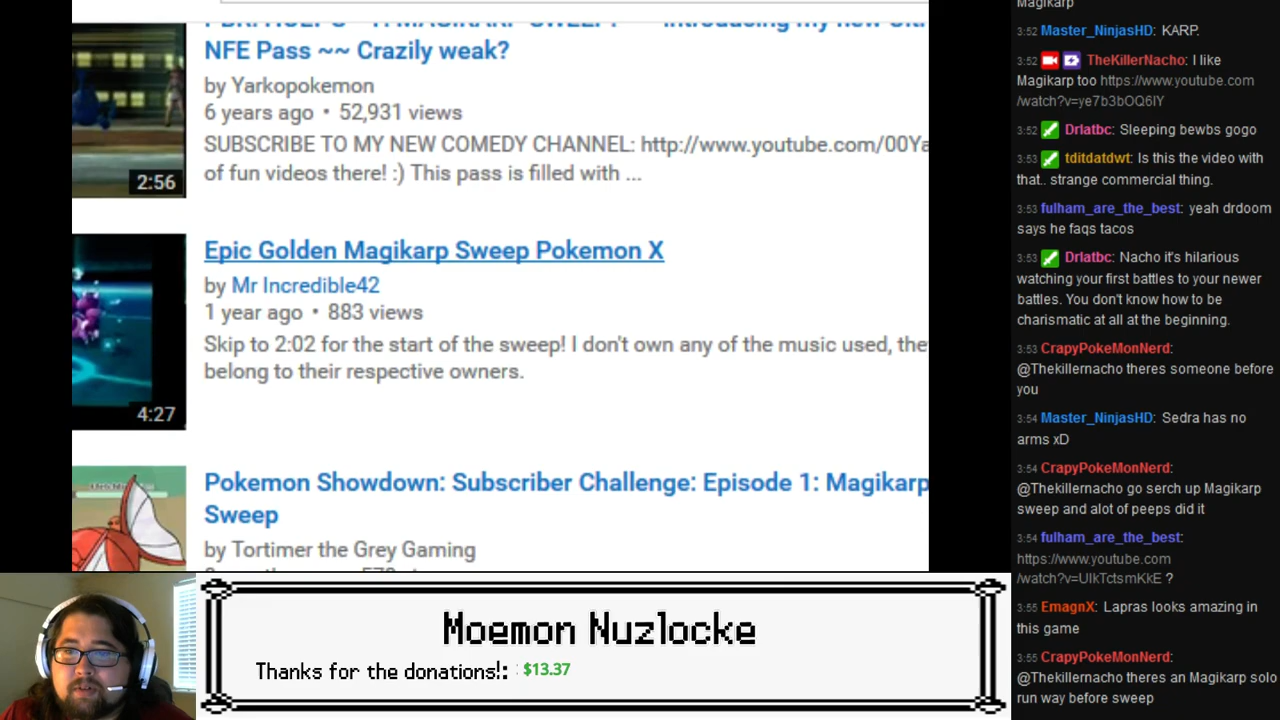 NFE Pass ~~ Crazily weak?
by Yarkopokemon
6 years ago • 52,931 views
SUBSCRIBE TO MY NEW COMEDY CHANNEL: http://www.youtube.com/00Ya
of fun videos there! :) This pass is filled with ...
2:56
Epic Golden Magikarp Sweep Pokemon X
by Mr Incredible42
1 year ago • 883 views
Skip to 2:02 for the start of the sweep! I don't own any of the music used, the
belong to their respective owners.
4:27
Pokemon Showdown: Subscriber Challenge: Episode 1: Magikarp
Sweep
by Tortimer the Grey Gaming
Moemon Nuzlocke
Thanks for the donations!: $13.37
Magikarp
3:52 Master_NinjasHD: KARP.
3:52 TheKillerNacho: I like
Magikarp too https://www.youtube.com
/watch?v=ye7b3bOQ6IY
3:52 Drlatbc: Sleeping bewbs gogo
3:53 tditdatdwt: Is this the video with
that.. strange commercial thing.
3:53 fulham_are_the_best: yeah drdoom
says he faqs tacos
3:53 Drlatbc: Nacho it's hilarious
watching your first battles to your newer
battles. You don't know how to be
charismatic at all at the beginning.
3:53 CrapyPokeMonNerd:
@Thekillernacho theres someone before
you
3:54 Master_NinjasHD: Sedra has no
arms xD
3:54 CrapyPokeMonNerd:
@Thekillernacho go serch up Magikarp
sweep and alot of peeps did it
3:54 fulham_are_the_best:
https://www.youtube.com
/watch?v=UIkTctsmKkE ?
3:55 EmagnX: Lapras looks amazing in
this game
3:55 CrapyPokeMonNerd:
@Thekillernacho theres an Magikarp solo
run way before sweep